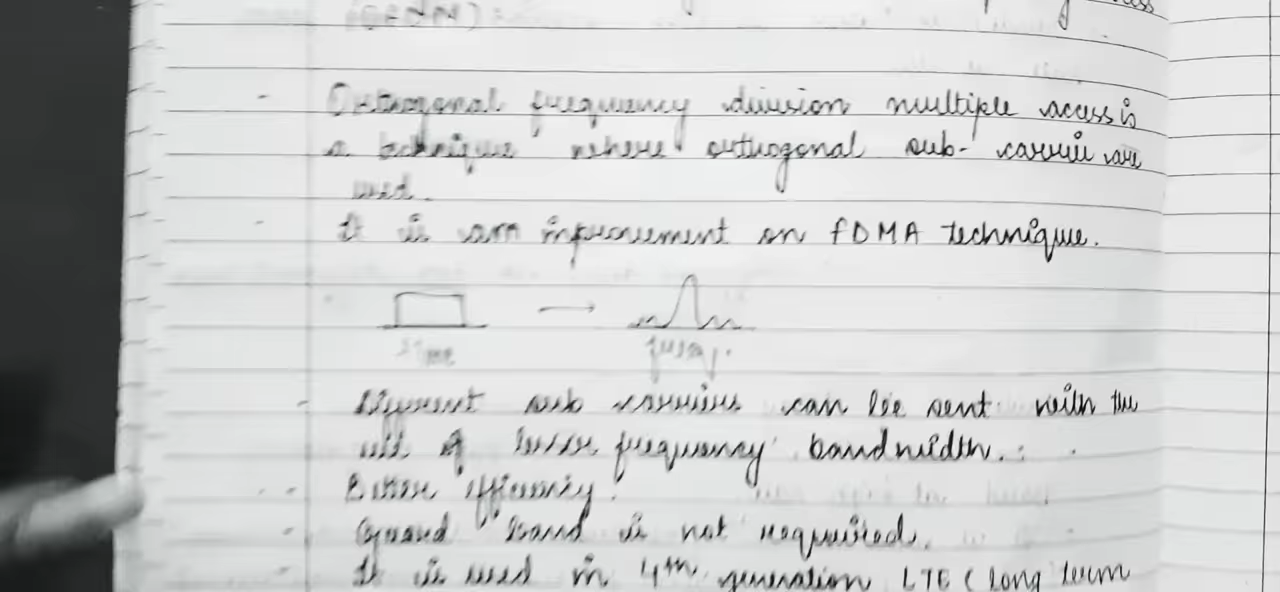 Orthogonal frequency division multiple access is
a technique where orthogonal sub- carrier are
used.
It is an improvement on FDMA technique.
Time
freq.
Different sub carriers can be sent with the
use of lesser frequency bandwidth.
Better efficiency.
Guard band is not required.
It is used in 4th generation LTE (long term